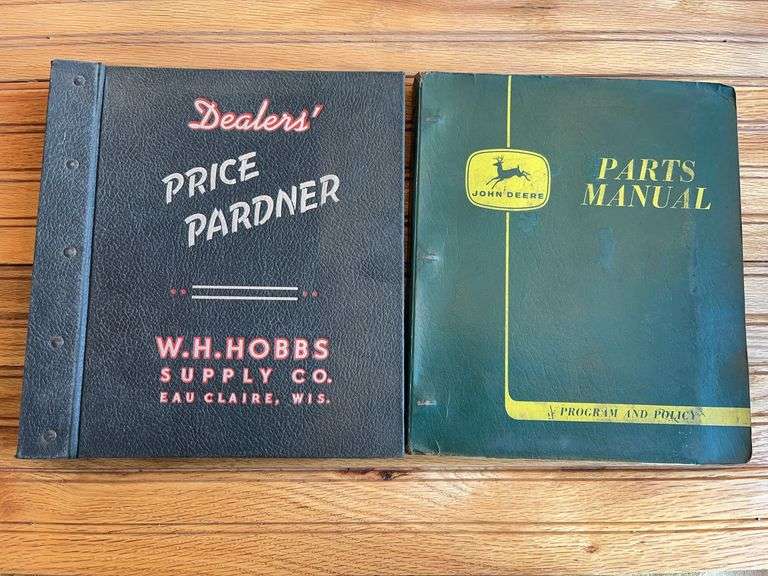 Dealers'
PRICE
PARDNER
W.H.HOBBS
SUPPLY CO.
EAU CLAIRE, WIS.
JOHN DEERE
PARTS
MANUAL
PROGRAM AND POLICY